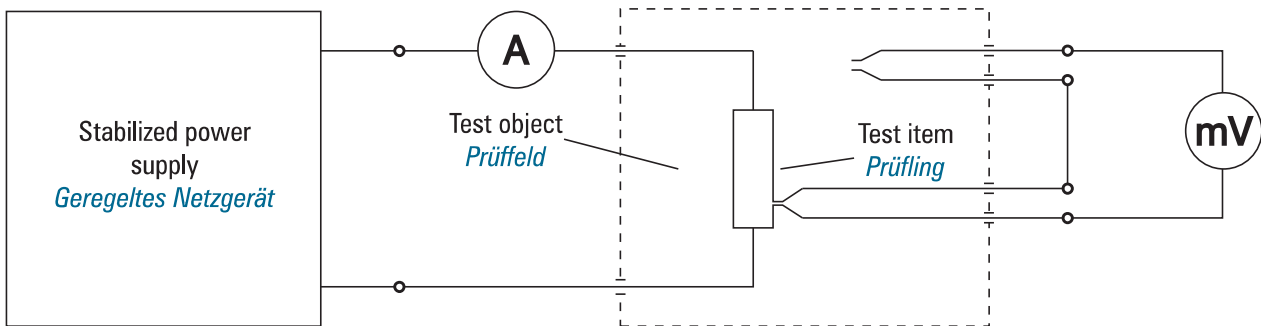 Stabilized power
supply
Geregeltes Netzgerät
A
Test object
Prüffeld
Test item
Prüfling
mV